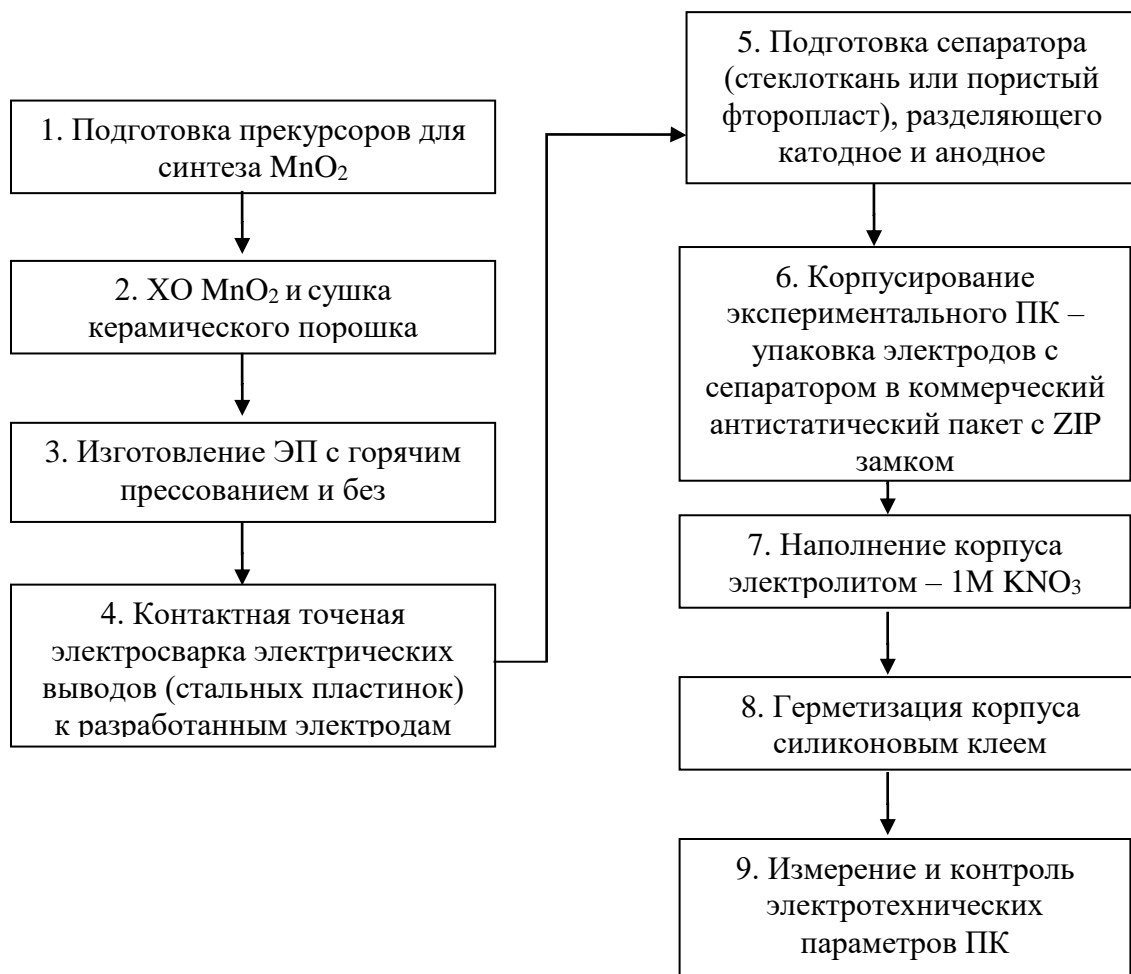 1. Подготовка прекурсоров для
синтеза MnO₂
2. ХО MnO₂ и сушка
керамического порошка
3. Изготовление ЭП с горячим
прессованием и без
4. Контактная точеная
электросварка электрических
выводов (стальных пластинок)
к разработанным электродам
5. Подготовка сепаратора
(стеклоткань или пористый
фторопласт), разделяющего
катодное и анодное
6. Корпусирование
экспериментального ПК –
упаковка электродов с
сепаратором в коммерческий
антистатический пакет с ZIP
замком
7. Наполнение корпуса
электролитом – 1М KNO₃
8. Герметизация корпуса
силиконовым клеем
9. Измерение и контроль
электротехнических
параметров ПК